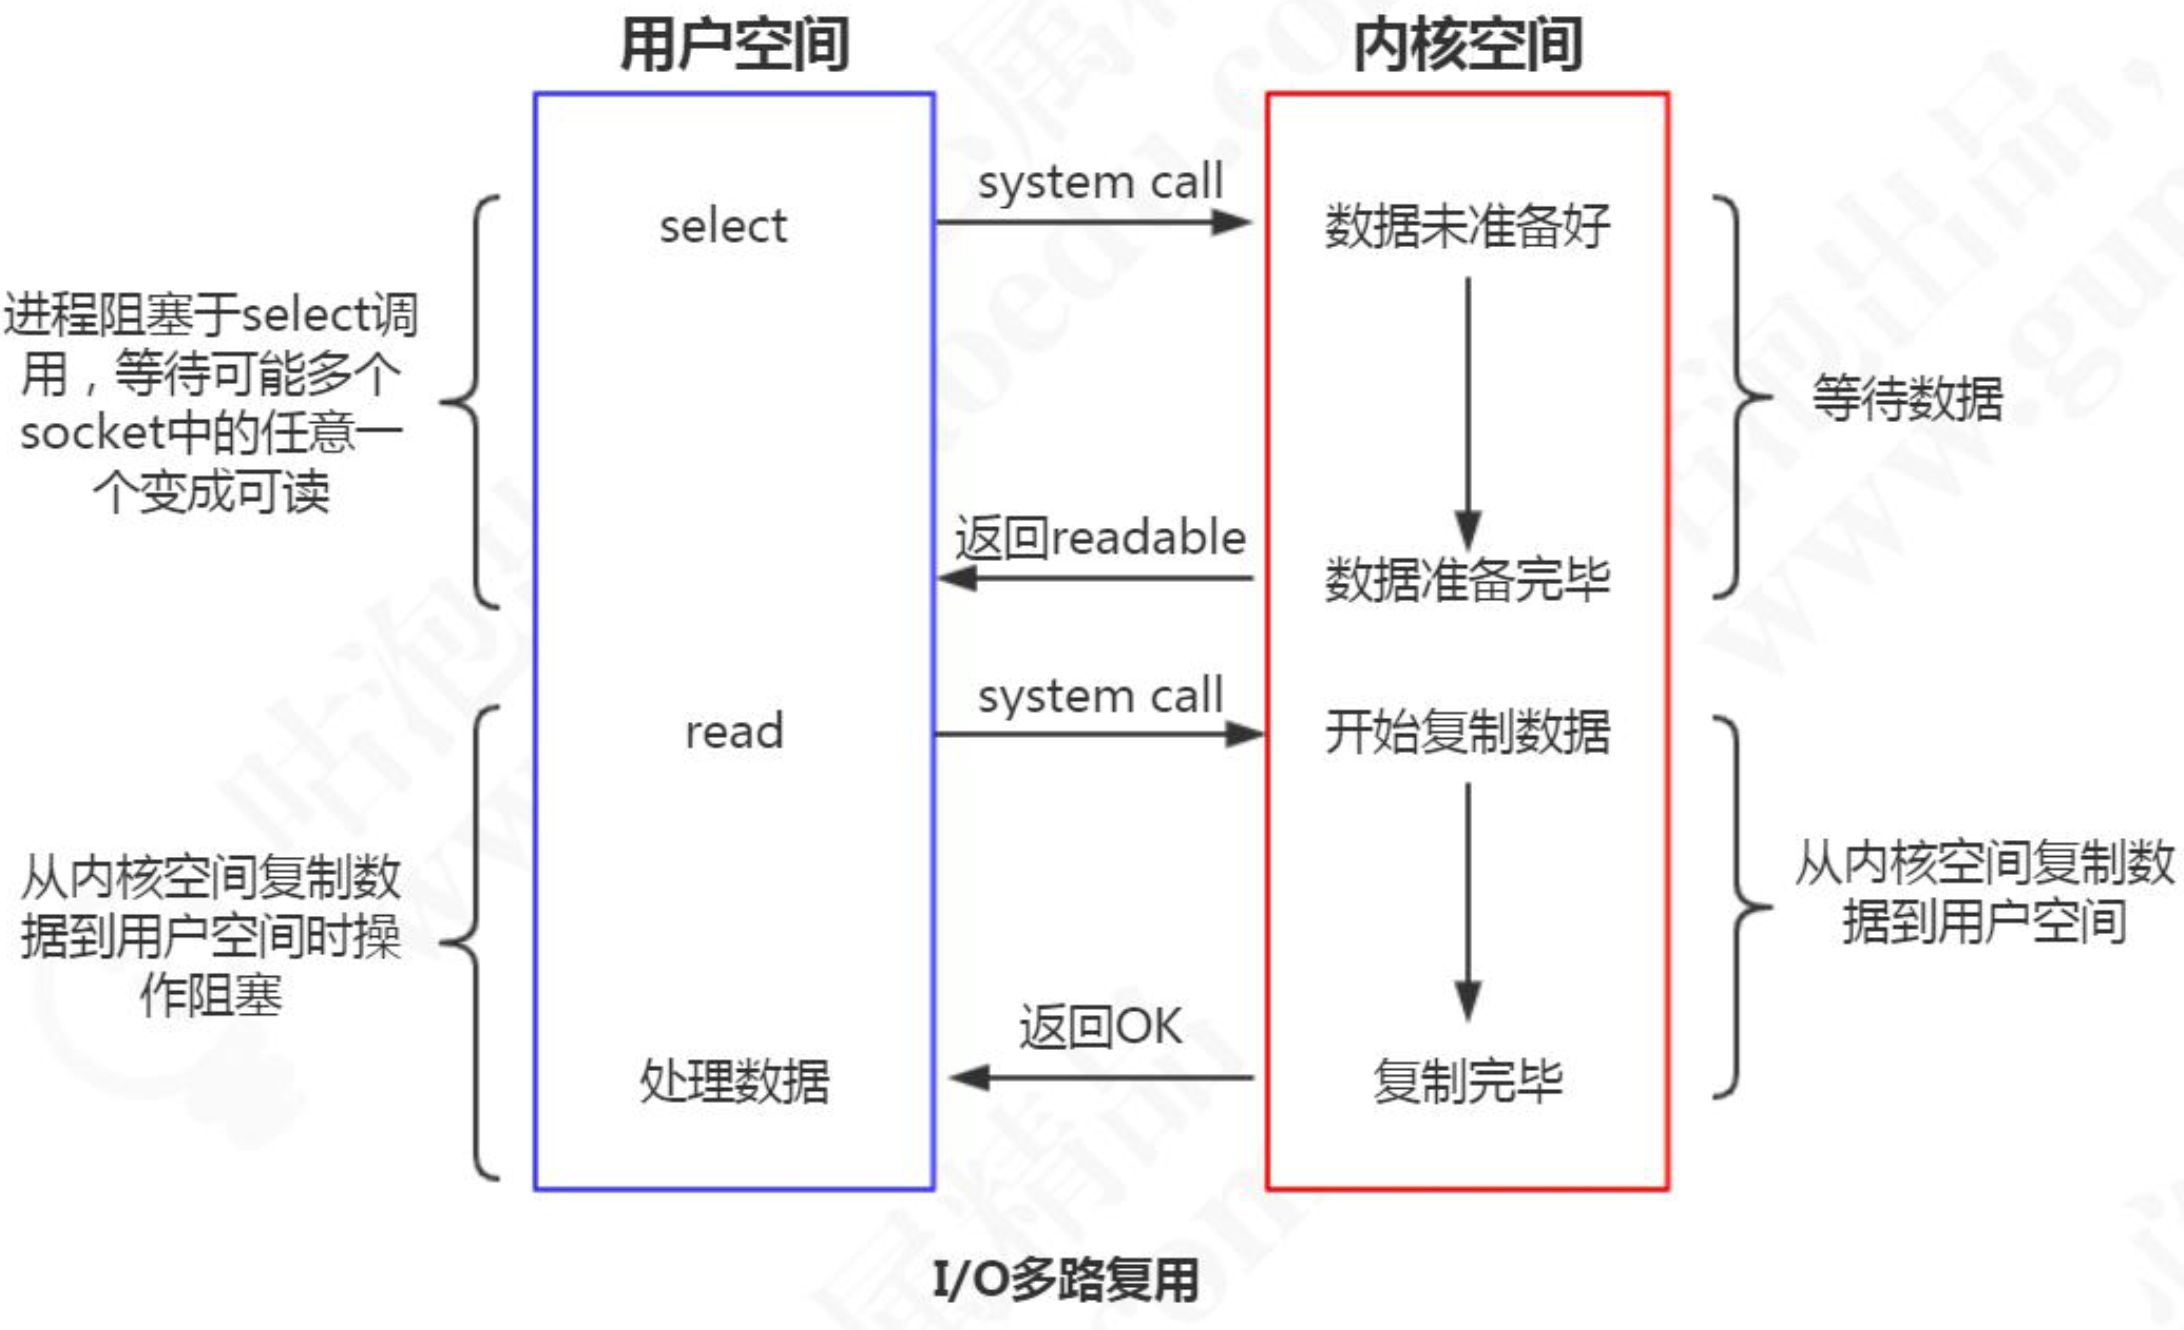 用户空间
内核空间
system call
select
数据未准备好
进程阻塞于select调
用，等待可能多个
socket中的任意一
个变成可读
等待数据
返回readable
数据准备完毕
system call
read
开始复制数据
从内核空间复制数
据到用户空间时操
作阻塞
从内核空间复制数
据到用户空间
返回OK
处理数据
复制完毕
I/O多路复用